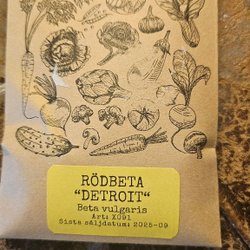 RÖDBETA
"DETROIT"
Beta vulgaris
Art: X091
Sista säljdatum: 2025-09